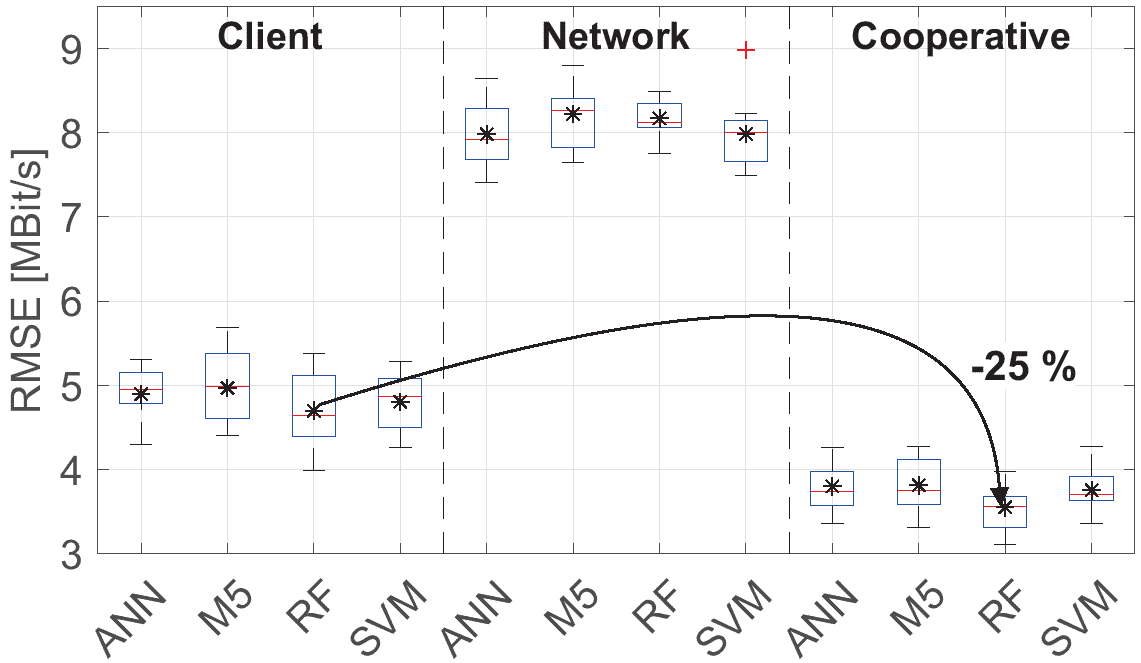 Client Network Cooperative
9
8
7
6
5
4
3
RMSE [MBit/s]
-25 %
ANN M5 RF SVM ANN M5 RF SVM ANN M5 RF SVM